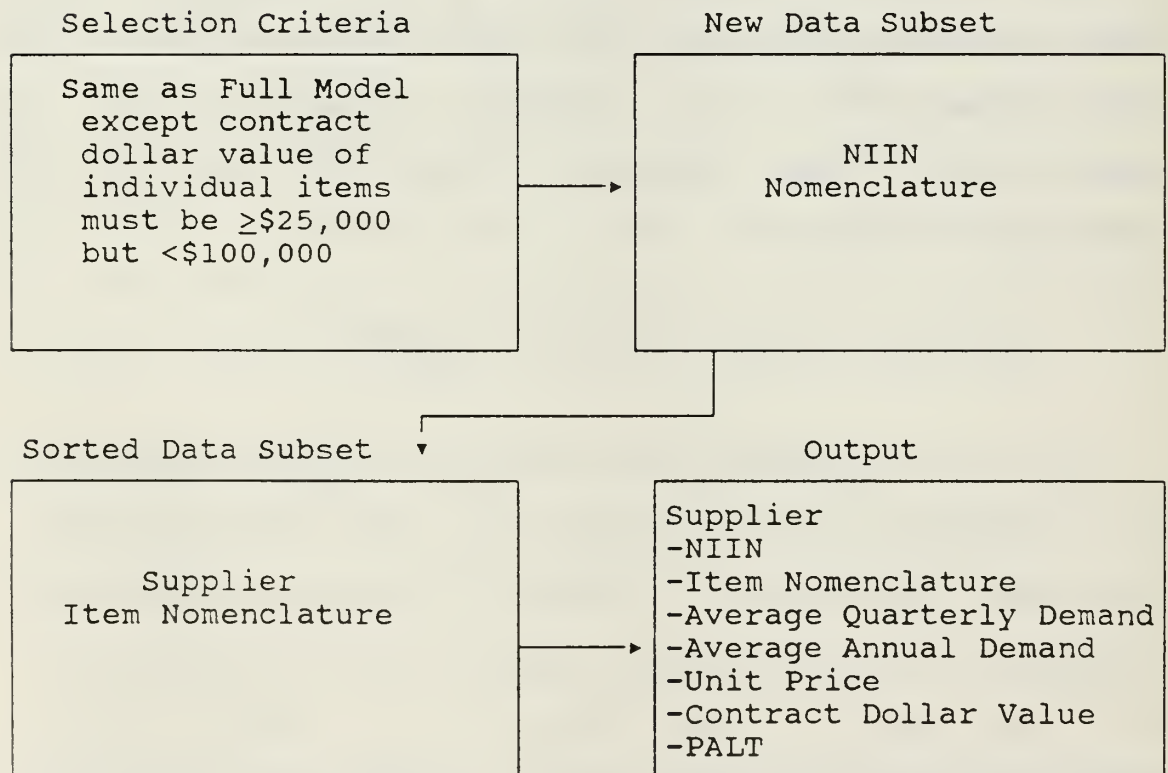 Selection Criteria
Same as Full Model
except contract
dollar value of
individual items
must be ≥$25,000
but <$100,000
New Data Subset
NIIN
Nomenclature
Sorted Data Subset
Supplier
Item Nomenclature
Output
Supplier
-NIIN
-Item Nomenclature
-Average Quarterly Demand
-Average Annual Demand
-Unit Price
-Contract Dollar Value
-PALT